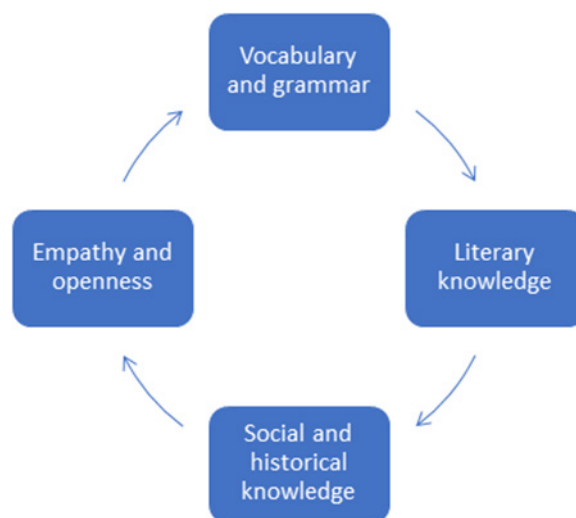 Vocabulary
and grammar
Literary
knowledge
Social and
historical
knowledge
Empathy and
openness